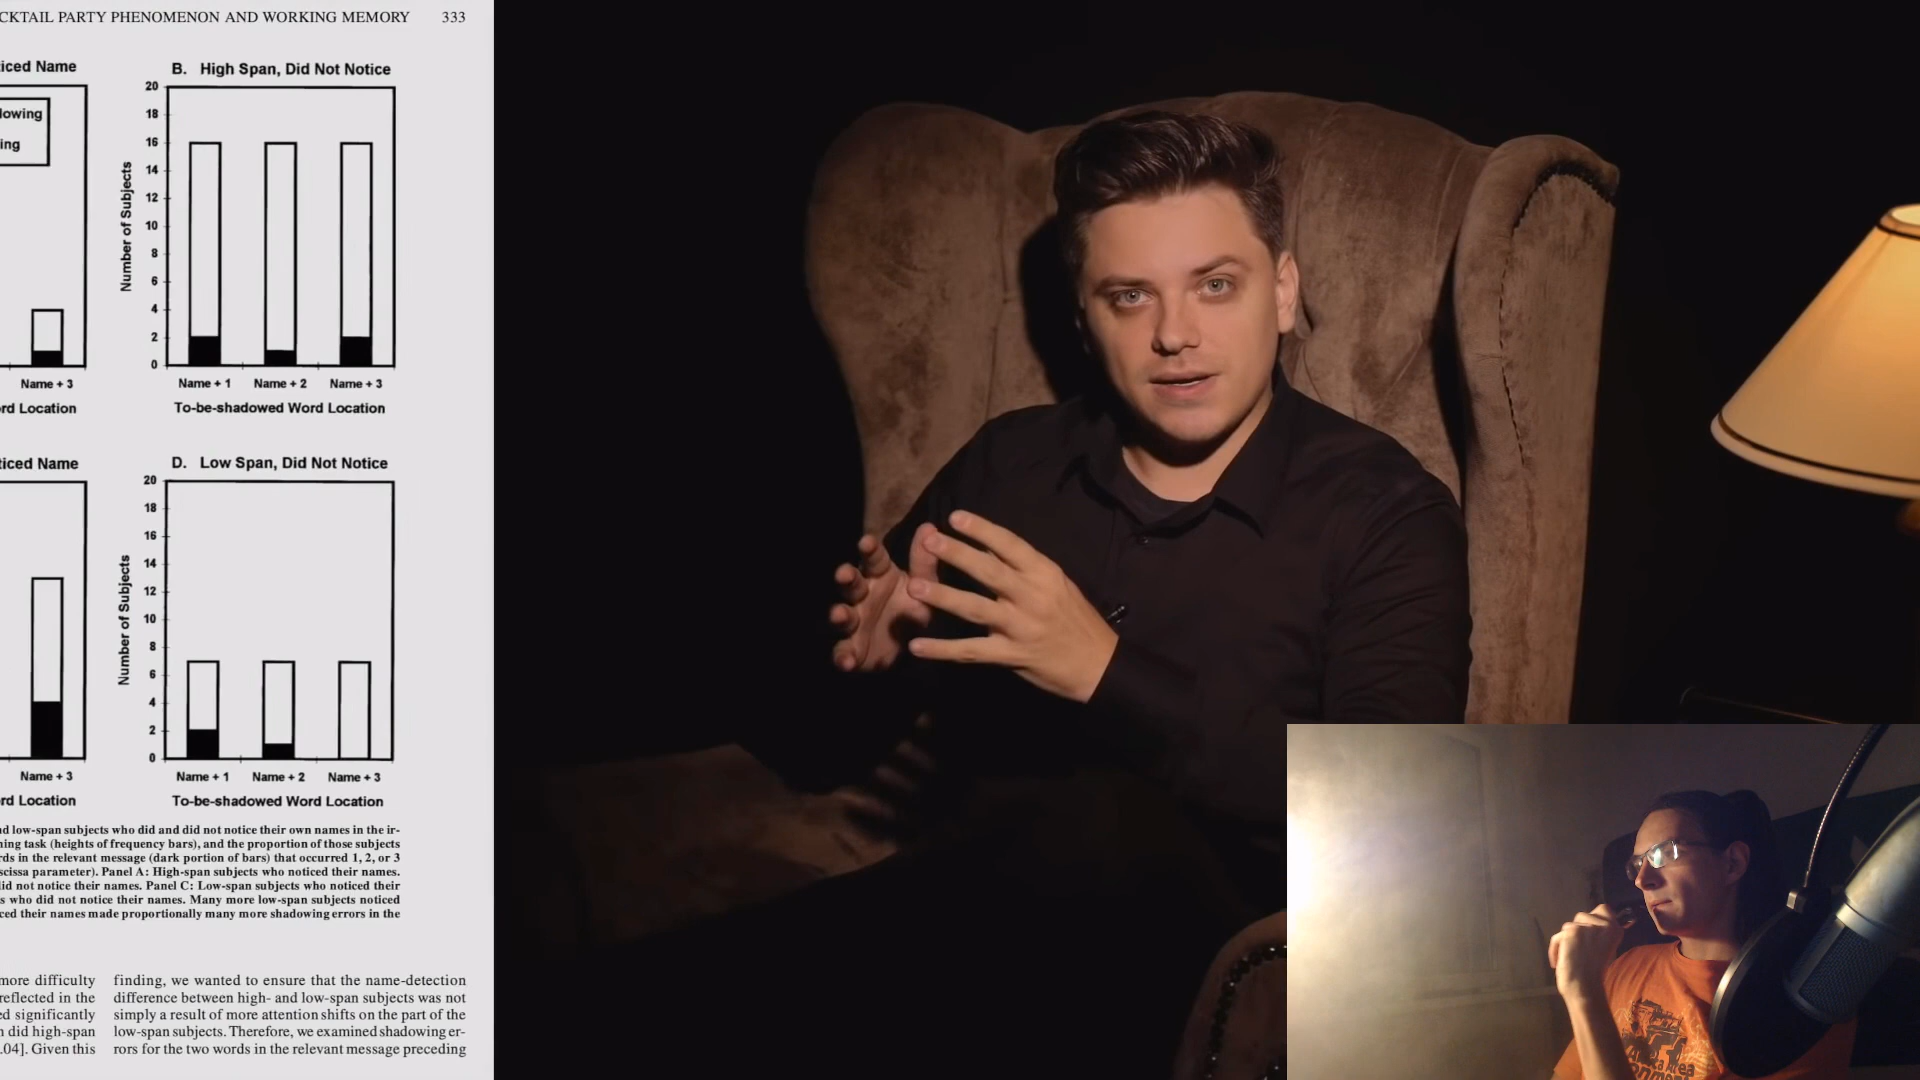 CKTAIL PARTY PHENOMENON AND WORKING MEMORY 333
iced Name
B. High Span, Did Not Notice
lowing
ing
20
18
16
14
12
10
8
6
4
2
0
Number of Subjects
Name + 3
Name + 1 Name + 2 Name + 3
rd Location
To-be-shadowed Word Location
ticed Name
D. Low Span, Did Not Notice
20
18
16
14
12
10
8
6
4
2
0
Number of Subjects
Name + 3
Name + 1 Name + 2 Name + 3
rd Location
To-be-shadowed Word Location
nd low-span subjects who did and did not notice their own names in the ir-
ning task (heights of frequency bars), and the proportion of those subjects
rds in the relevant message (dark portion of bars) that occurred 1, 2, or 3
scissa parameter). Panel A: High-span subjects who noticed their names.
did not notice their names. Panel C: Low-span subjects who noticed their
s who did not notice their names. Many more low-span subjects noticed
ced their names made proportionally many more shadowing errors in the
more difficulty
reflected in the
ed significantly
n did high-span
.04]. Given this
finding, we wanted to ensure that the name-detection
difference between high- and low-span subjects was not
simply a result of more attention shifts on the part of the
low-span subjects. Therefore, we examined shadowing er-
rors for the two words in the relevant message preceding